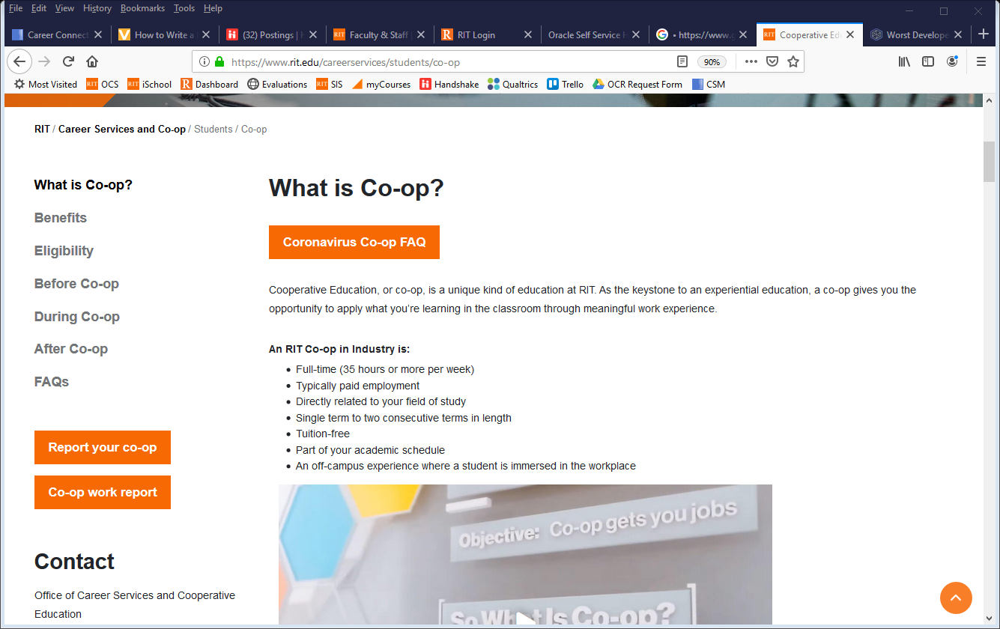 File Edit View History Bookmarks Tools Help
Career Connect How to Write a (32) Postings | Faculty & Staff RIT Login Oracle Self Service • https://www.g Cooperative Ed Worst Develope
https://www.rit.edu/careerservices/students/co-op 90%
Most Visited RIT OCS RIT iSchool R Dashboard Evaluations RIT SIS myCourses Handshake Qualtrics Trello OCR Request Form CSM
RIT / Career Services and Co-op / Students / Co-op
What is Co-op?
Benefits
Eligibility
Before Co-op
During Co-op
After Co-op
FAQs
Report your co-op
Co-op work report
Contact
Office of Career Services and Cooperative
Education
What is Co-op?
Coronavirus Co-op FAQ
Cooperative Education, or co-op, is a unique kind of education at RIT. As the keystone to an experiential education, a co-op gives you the
opportunity to apply what you’re learning in the classroom through meaningful work experience.
An RIT Co-op in Industry is:
• Full-time (35 hours or more per week)
• Typically paid employment
• Directly related to your field of study
• Single term to two consecutive terms in length
• Tuition-free
• Part of your academic schedule
• An off-campus experience where a student is immersed in the workplace
Objective: Co-op gets you jobs
So What Is Co-op?